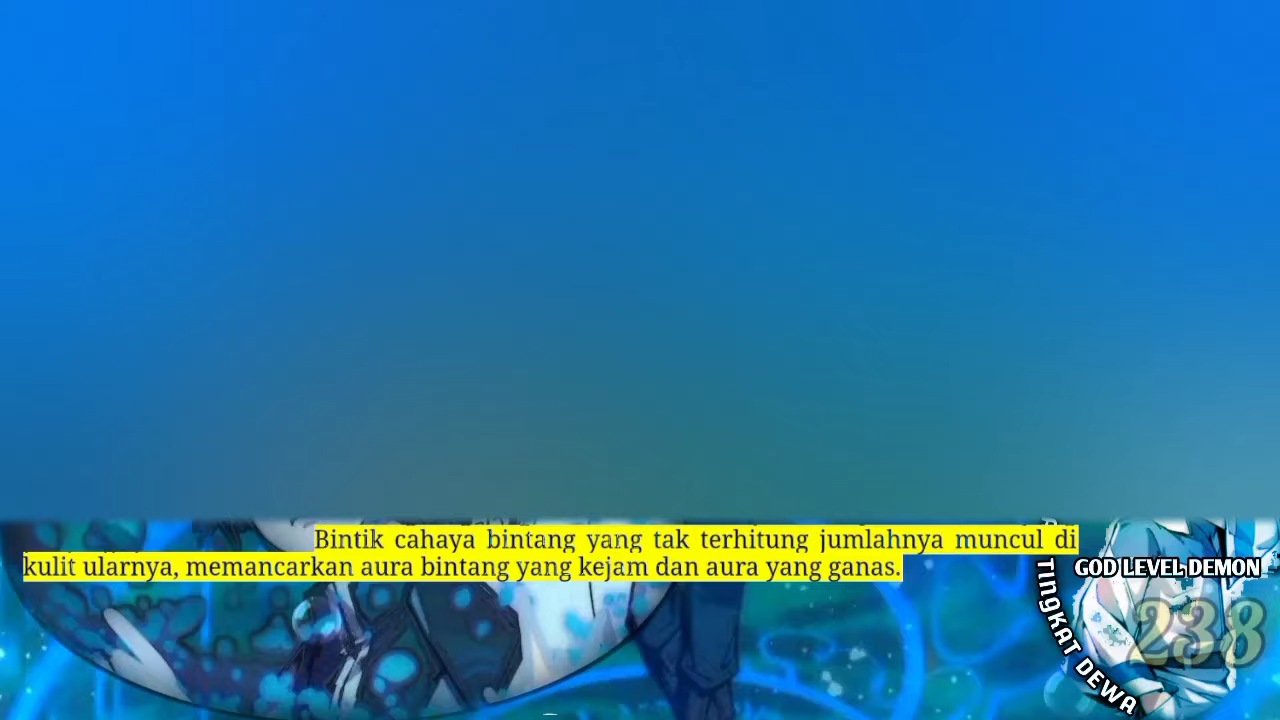 Bintik cahaya bintang yang tak terhitung jumlahnya muncul di
kulit ularnya, memancarkan aura bintang yang kejam dan aura yang ganas.
GOD LEVEL DEMON
238
TINGKAT DEWA